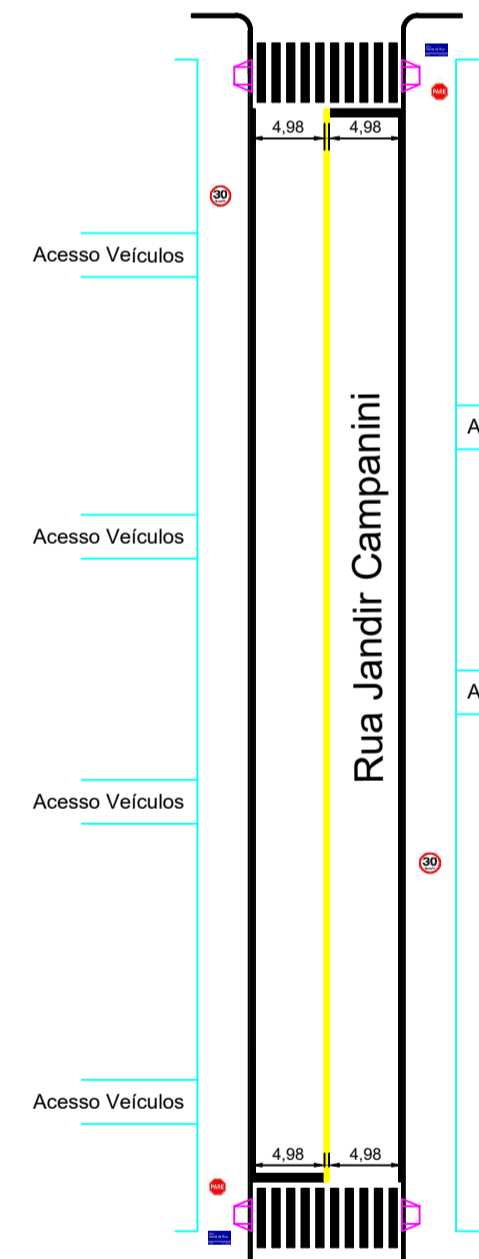 PARE
4,98 4,98
30
Acesso Veículos
A
Acesso Veículos
Rua Jandir Campanini
A
Acesso Veículos
30
Acesso Veículos
4,98 4,98
PARE